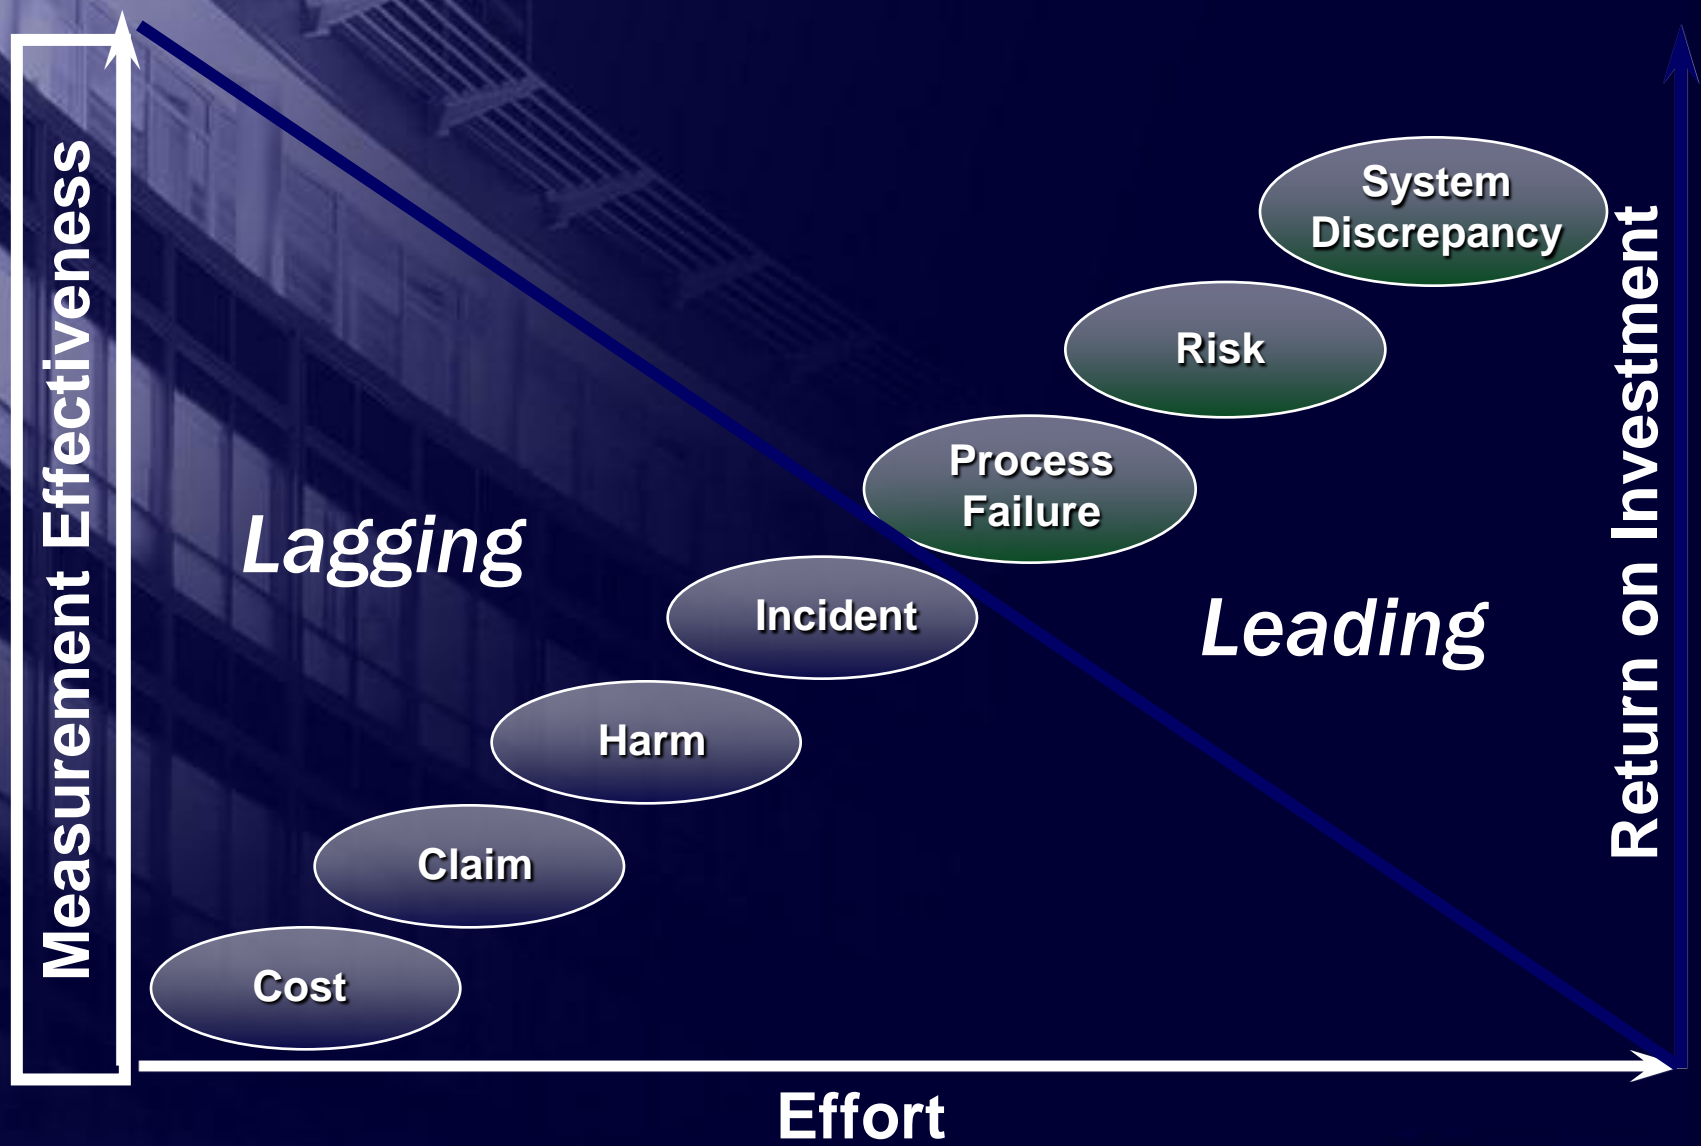 Measurement Effectiveness
System
Discrepancy
Risk
Process
Failure
Lagging
Incident
Leading
Harm
Claim
Cost
Return on Investment
Effort